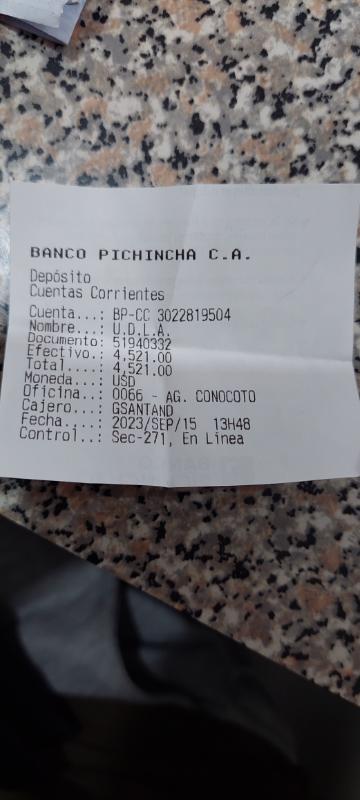 BANCO PICHINCHA C.A.
Depósito
Cuentas Corrientes
Cuenta...: BP-CC 3022819504
Nombre...: U.D.L.A.
Documento: 51940332
Efectivo.: 4,521.00
Total....: 4,521.00
Moneda...: USD
Oficina..: 0066 - AG. CONOCOTO
Cajero...: GSANTAND
Fecha....: 2023/SEP/15 13H48
Control..: Sec-271, En Linea